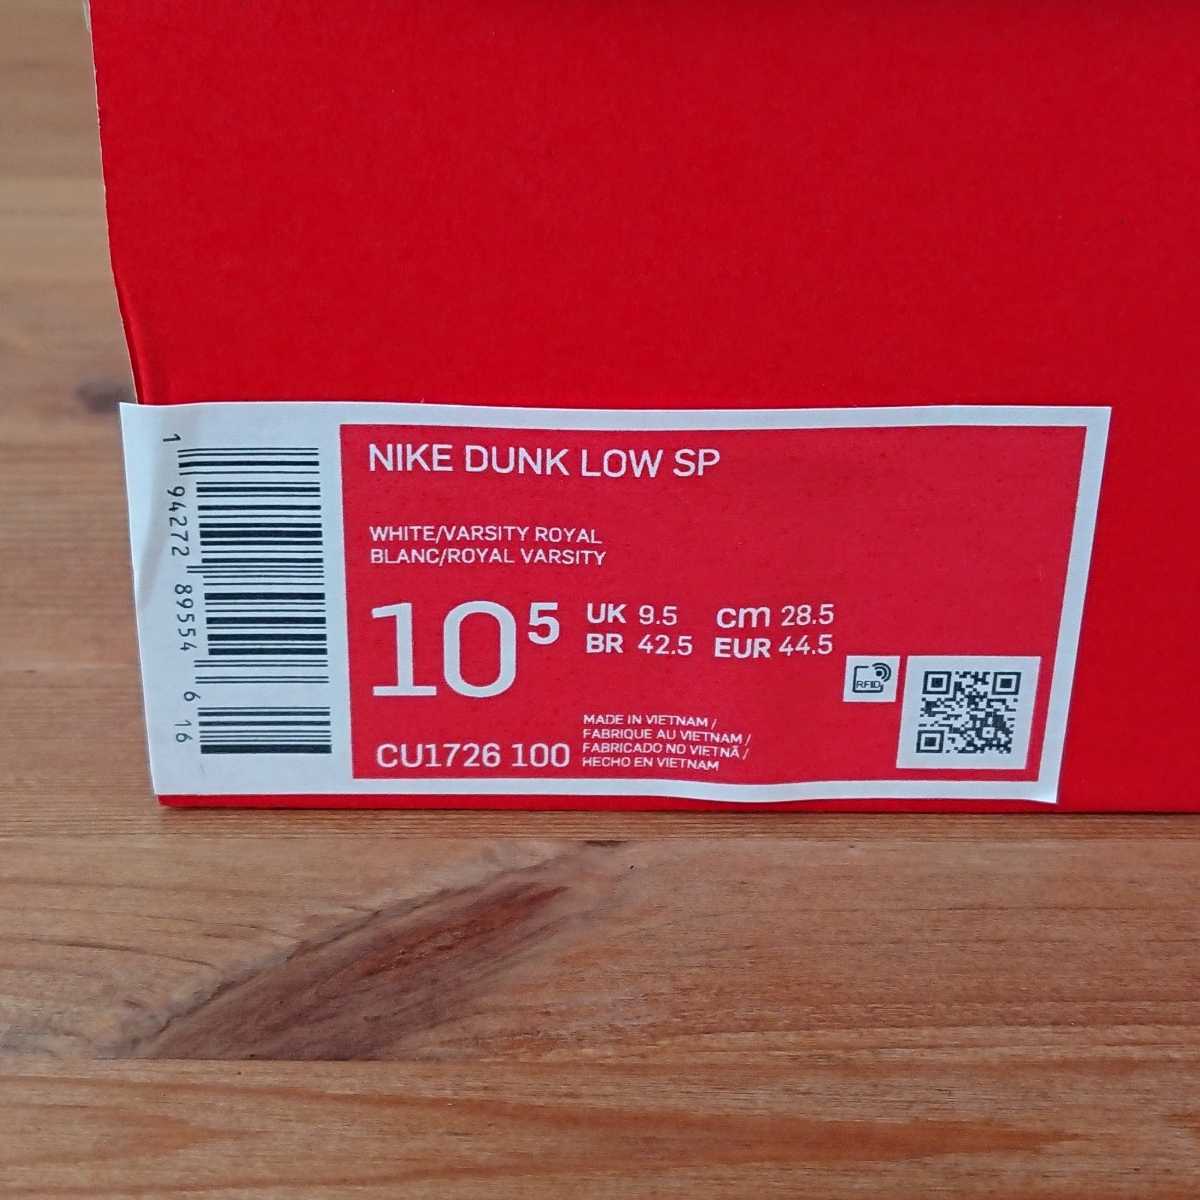 NIKE DUNK LOW SP
WHITE/VARSITY ROYAL
BLANC/ROYAL VARSITY
10 5
UK 9.5 cm 28.5
BR 42.5 EUR 44.5
RFID
CU1726 100
MADE IN VIETNAM /
FABRIQUE AU VIETNAM /
FABRICADO NO VIETNÃ /
HECHO EN VIETNAM
1 94272 89554 6 16